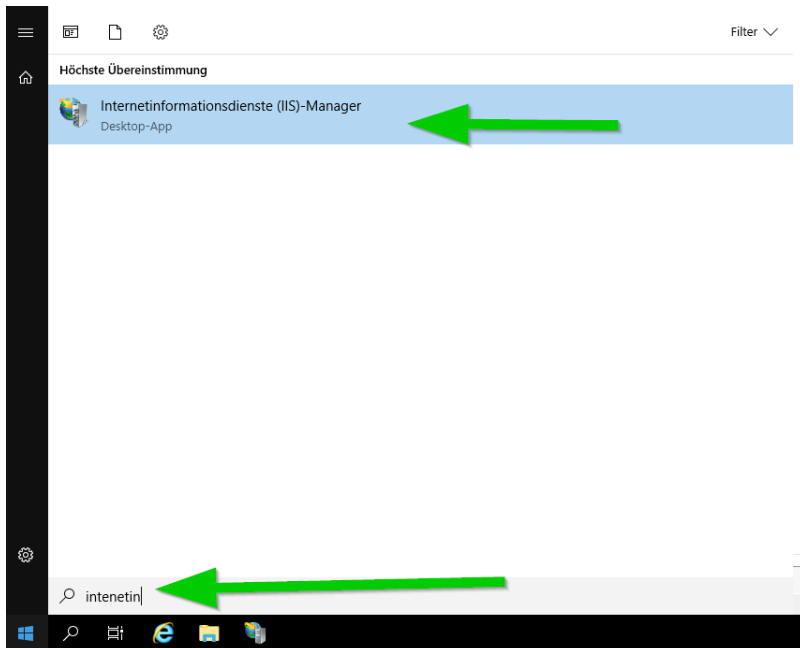 Filter
Höchste Übereinstimmung
Internetinformationsdienste (IIS)-Manager
Desktop-App
intenetin